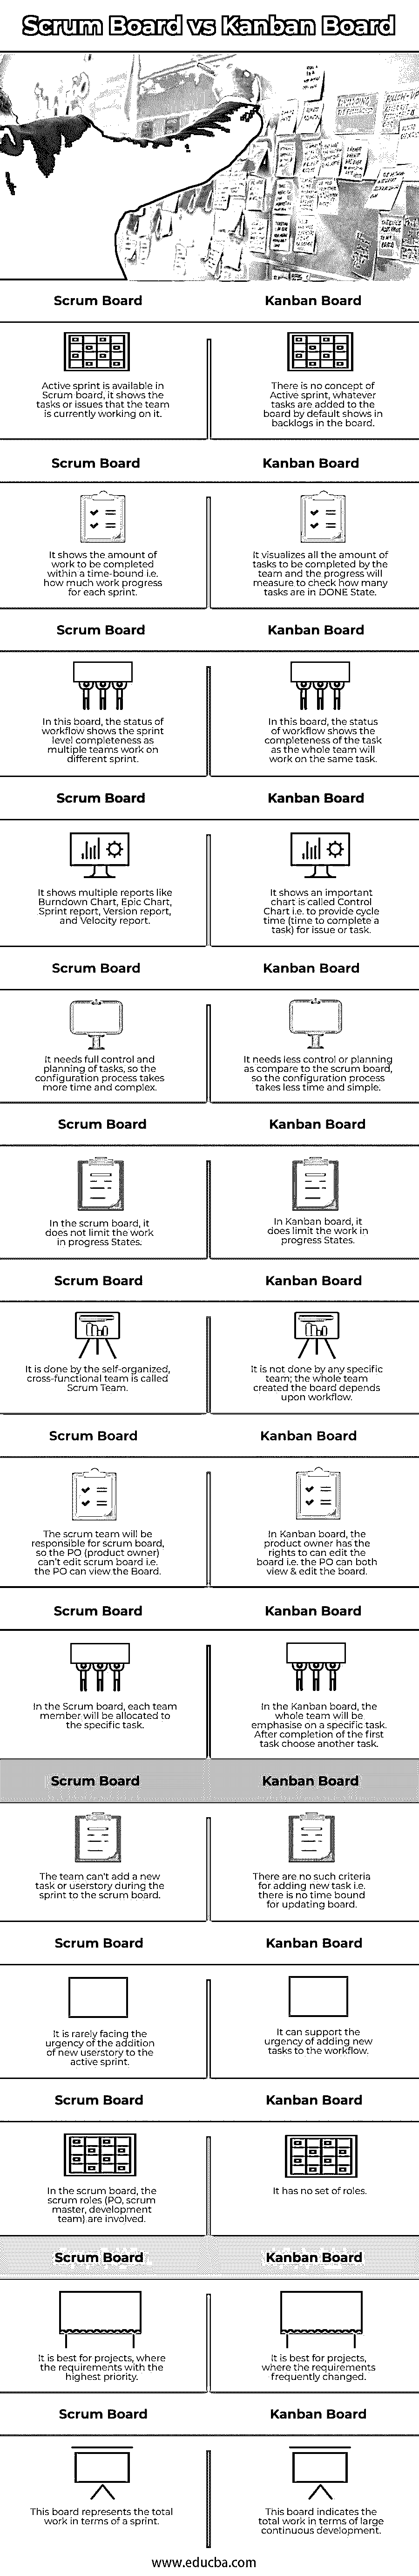 Scrum Board vs Kanban Board
Scrum Board
Kanban Board
Active sprint is available in
Scrum board, it shows the
tasks or issues that the team
is currently working on it.
There is no concept of
Active sprint, whatever
tasks are added to the
board by default shows in
backlogs in the board.
Scrum Board
Kanban Board
It shows the amount of
work to be completed
within a time-bound i.e.
how much work progress
for each sprint.
It visualizes all the amount of
tasks to be completed by the
team and the progress will
measure to check how many
tasks are in DONE State.
Scrum Board
Kanban Board
In this board, the status of
workflow shows the sprint
level completeness as
multiple teams work on
different sprint.
In this board, the status
of workflow shows the
completeness of the task
as the whole team will
work on the same task.
Scrum Board
Kanban Board
It shows multiple reports like
Burndown Chart, Epic Chart,
Sprint report, Version report,
and Velocity report.
It shows an important
chart is called Control
Chart i.e. to provide cycle
time (time to complete a
task) for issue or task.
Scrum Board
Kanban Board
It needs full control and
planning of tasks, so the
configuration process takes
more time and complex.
It needs less control or planning
as compare to the scrum board,
so the configuration process
takes less time and simple.
Scrum Board
Kanban Board
In the scrum board, it
does not limit the work
in progress States.
In Kanban board, it
does limit the work in
progress States.
Scrum Board
Kanban Board
It is done by the self-organized,
cross-functional team is called
Scrum Team.
It is not done by any specific
team; the whole team
created the board depends
upon workflow.
Scrum Board
Kanban Board
The scrum team will be
responsible for scrum board,
so the PO (product owner)
can't edit scrum board i.e.
the PO can view the Board.
In Kanban board, the
product owner has the
rights to can edit the
board i.e. the PO can both
view & edit the board.
Scrum Board
Kanban Board
In the Scrum board, each team
member will be allocated to
the specific task.
In the Kanban board, the
whole team will be
emphasise on a specific task.
After completion of the first
task choose another task.
Scrum Board
Kanban Board
The team can't add a new
task or userstory during the
sprint to the scrum board.
There are no such criteria
for adding new task i.e.
there is no time bound
for updating board.
Scrum Board
Kanban Board
It is rarely facing the
urgency of the addition
of new userstory to the
active sprint.
It can support the
urgency of adding new
tasks to the workflow.
Scrum Board
Kanban Board
In the scrum board, the
scrum roles (PO, scrum
master, development
team) are involved.
It has no set of roles.
Scrum Board
Kanban Board
It is best for projects, where
the requirements with the
highest priority.
It is best for projects,
where the requirements
frequently changed.
Scrum Board
Kanban Board
This board represents the total
work in terms of a sprint.
This board indicates the
total work in terms of large
continuous development.
www.educba.com